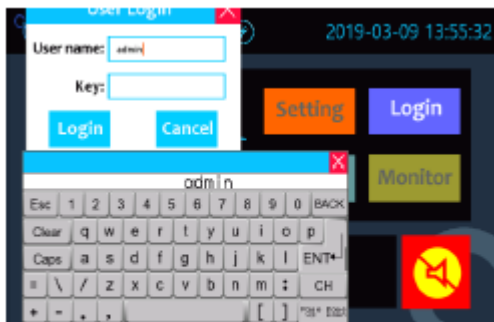 User Login
2019-03-09 13:55:32
User name: admin
Key:
Setting
Login
Login
Cancel
Monitor
admin
Esc 1 2 3 4 5 6 7 8 9 0 BACK
Clear q w e r t y u i o p
Caps a s d f g h j k l ENT
= \ / z x c v b n m : CH
* - . , [ ]